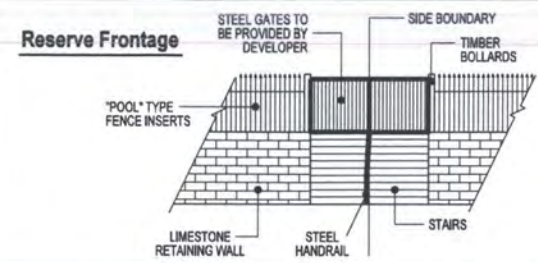 Reserve Frontage
STEEL GATES TO
BE PROVIDED BY
DEVELOPER
SIDE BOUNDARY
TIMBER
BOLLARDS
"POOL" TYPE
FENCE INSERTS
LIMESTONE
RETAINING WALL
STEEL
HANDRAIL
STAIRS